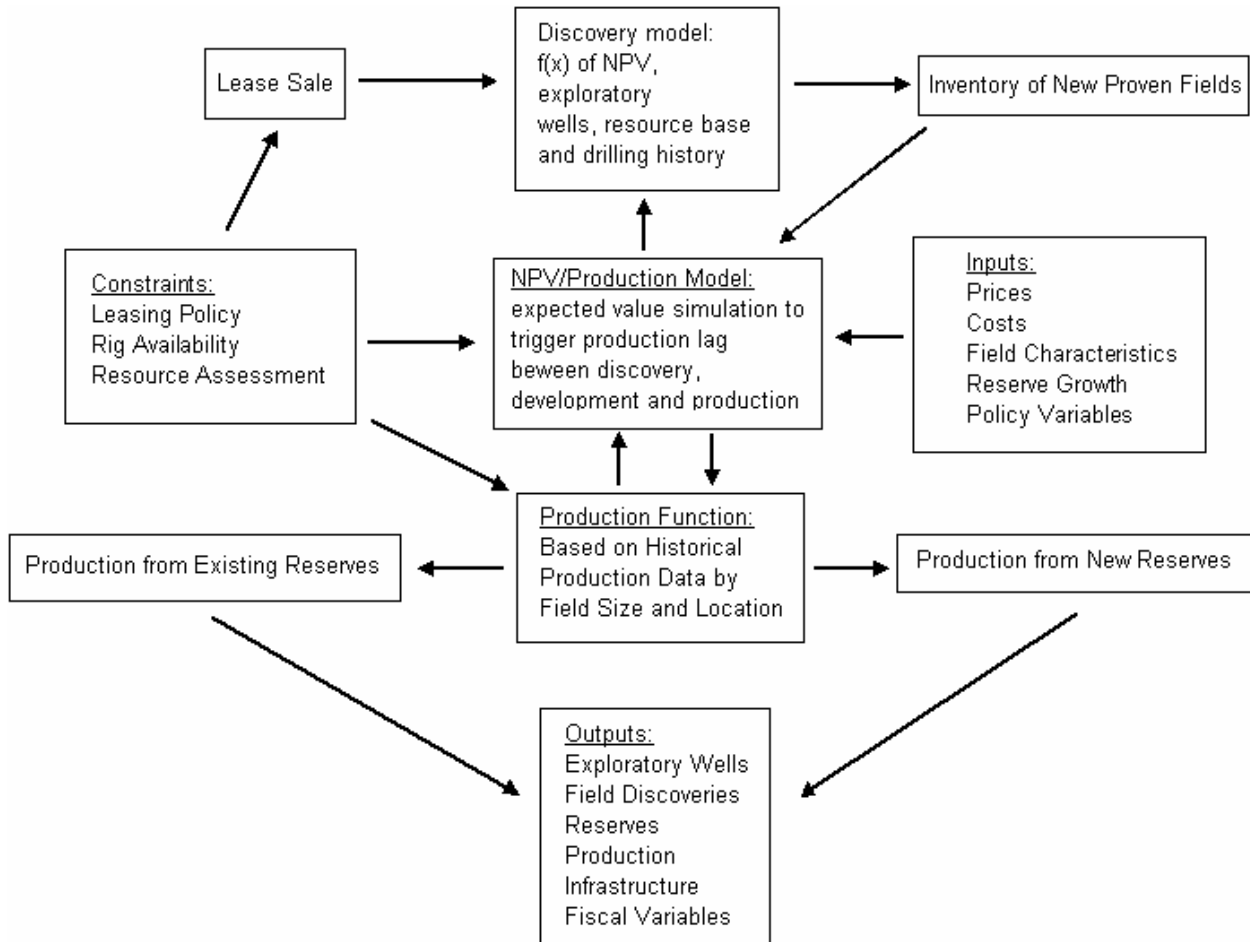 Discovery model:
f(x) of NPV,
exploratory
wells, resource base
and drilling history
Lease Sale
Inventory of New Proven Fields
Constraints:
Leasing Policy
Rig Availability
Resource Assessment
NPV/Production Model:
expected value simulation to
trigger production lag
beween discovery,
development and production
Inputs:
Prices
Costs
Field Characteristics
Reserve Growth
Policy Variables
Production from Existing Reserves
Production Function:
Based on Historical
Production Data by
Field Size and Location
Production from New Reserves
Outputs:
Exploratory Wells
Field Discoveries
Reserves
Production
Infrastructure
Fiscal Variables